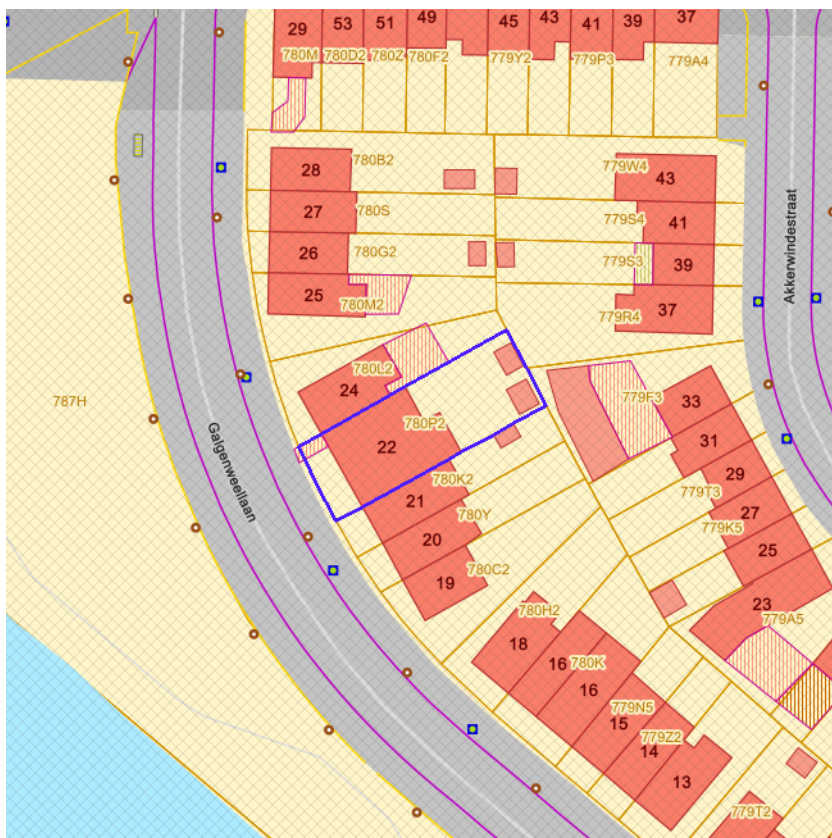 29
53
51
49
45
43
41
39
37
780M
780D2
780Z
780F2
779Y2
779P3
779A4
28
780B2
27
780S
26
780G2
25
780M2
779W4
43
779S4
41
779S3
39
37
779R4
Akkerwindestraat
787H
Galgenweellaan
780L2
24
780P2
22
780K2
21
780Y
20
780C2
19
779F3
33
31
29
779T3
27
779K5
25
23
779A5
780H2
18
16
780K
16
779N5
15
779Z2
14
13
779T2